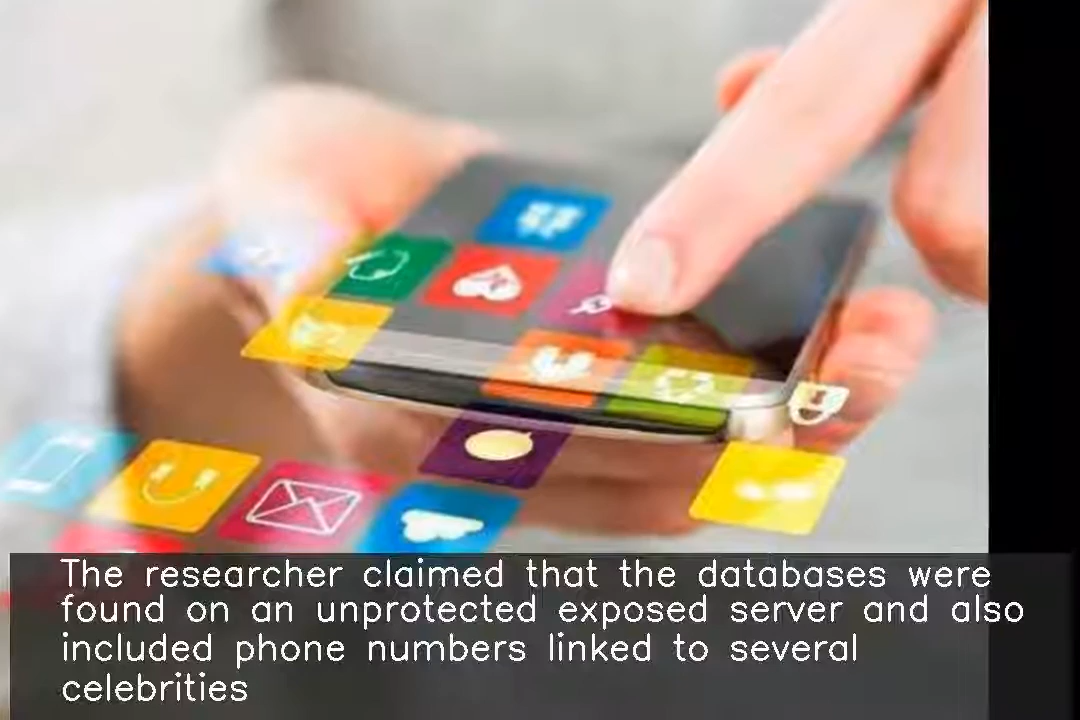 The researcher claimed that the databases were
found on an unprotected exposed server and also
included phone numbers linked to several
celebrities